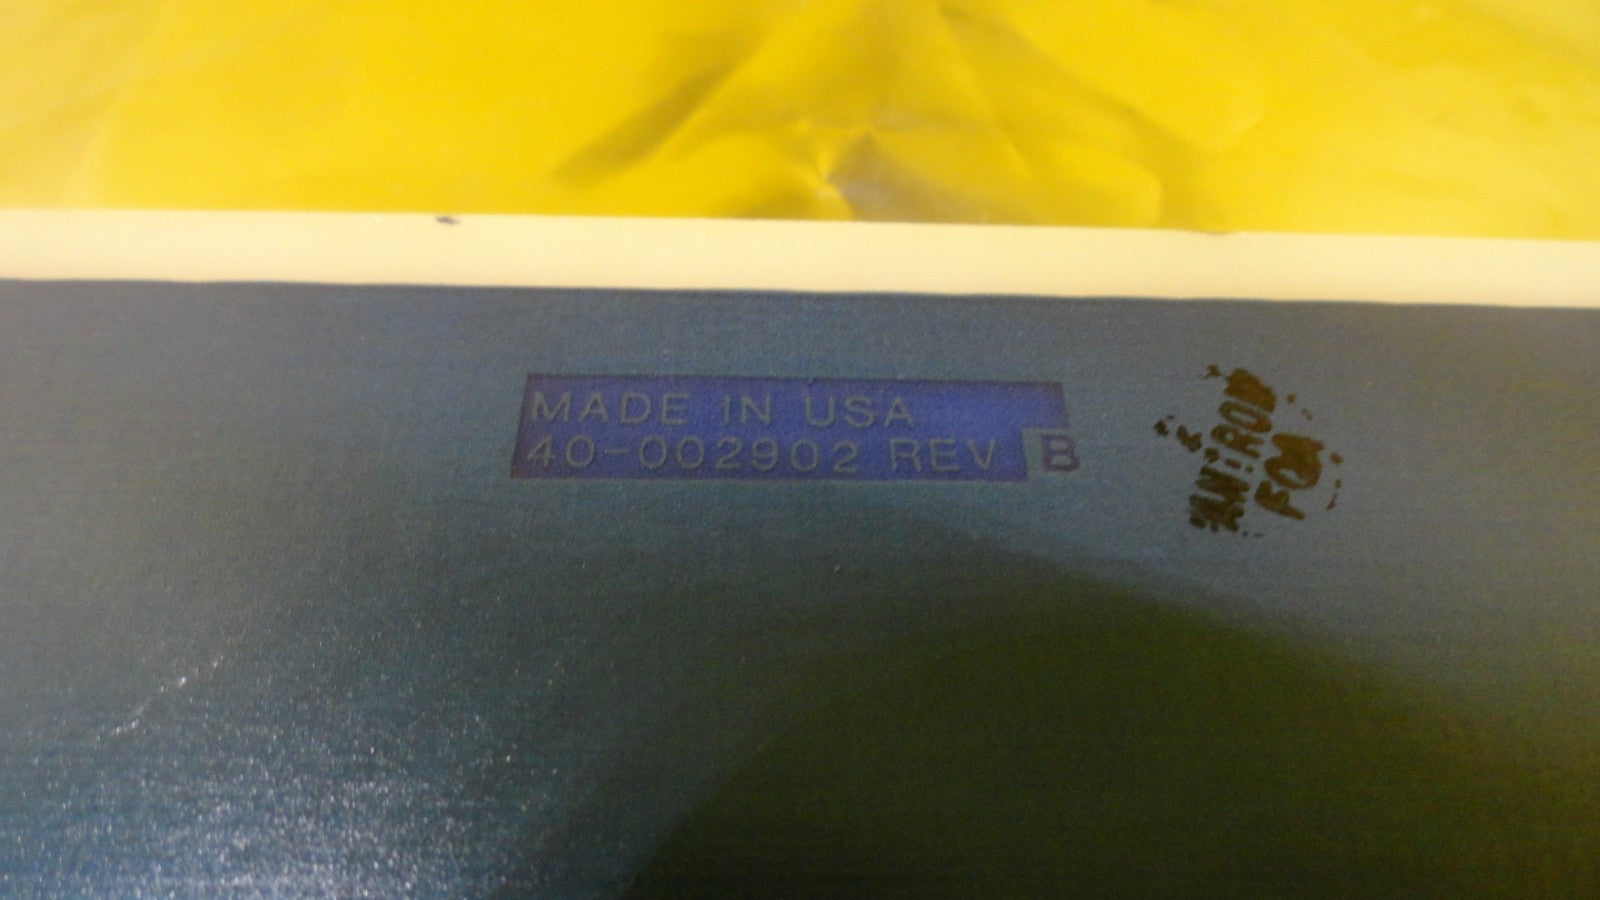 MADE IN USA
40-002902 REV B